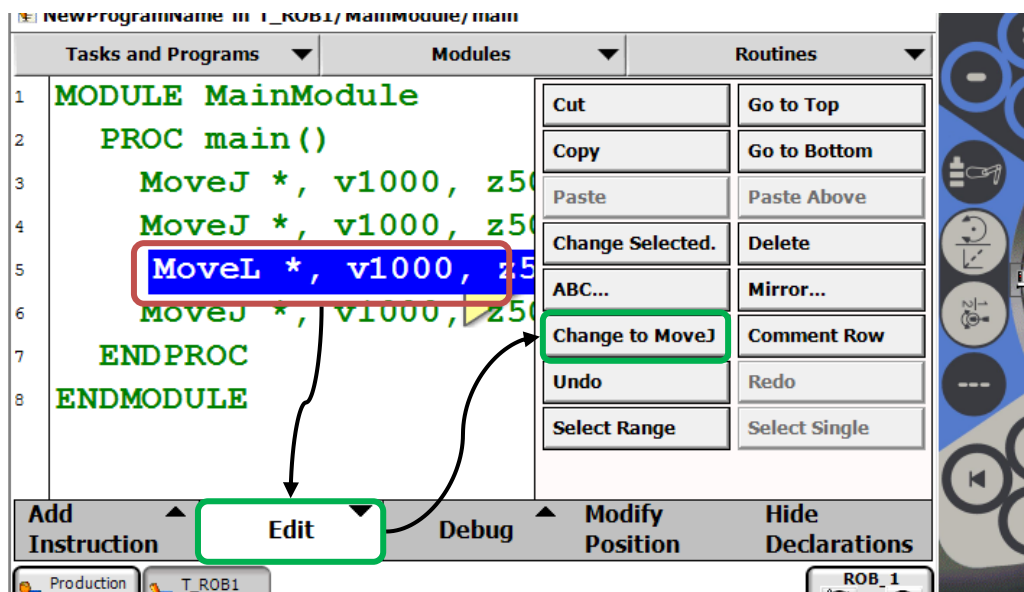 NewProgramName in T_ROB1/MainModule/main
Tasks and Programs
Modules
Routines
1 MODULE MainModule
2 PROC main()
3 MoveJ *, v1000, z50
4 MoveJ *, v1000, z50
5 MoveL *, v1000, z5
6 MoveJ *, v1000, z50
7 ENDPROC
8 ENDMODULE
Cut Go to Top
Copy Go to Bottom
Paste Paste Above
Change Selected. Delete
ABC... Mirror...
Change to MoveJ Comment Row
Undo Redo
Select Range Select Single
Add Instruction
Edit
Debug
Modify Position
Hide Declarations
Production
T_ROB1
ROB_1